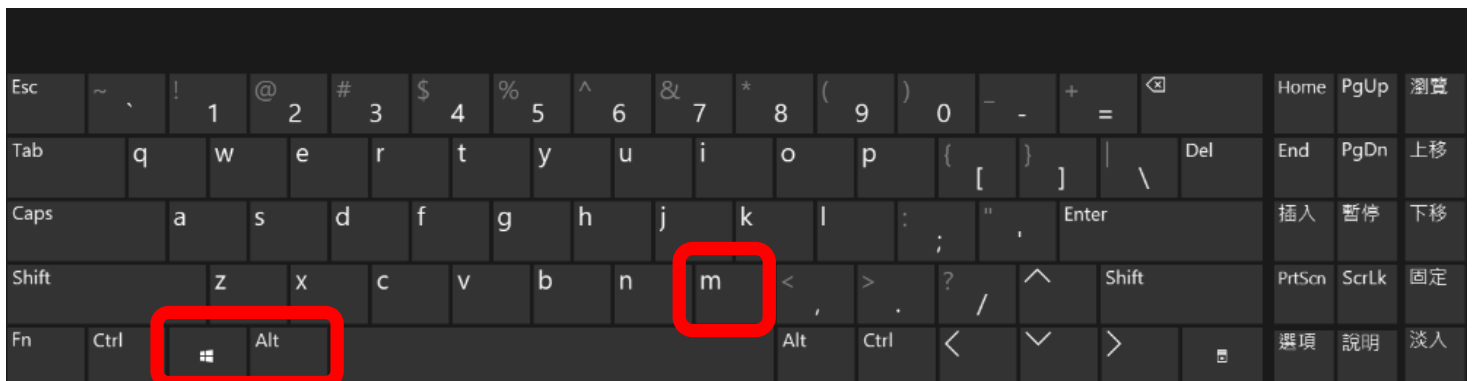 Esc ~ ` ! 1 @ 2 # 3 $ 4 % 5 ^ 6 & 7 * 8 ( 9 ) 0 _ - + = Home PgUp 瀏覽
Tab q w e r t y u i o p { [ } ] | \ Del End PgDn 上移
Caps a s d f g h j k l : ; " ' Enter 插入 暫停 下移
Shift z x c v b n m < , > . ? / Shift PrtScn ScrLk 固定
Fn Ctrl Alt Alt Ctrl 選項 說明 淡入